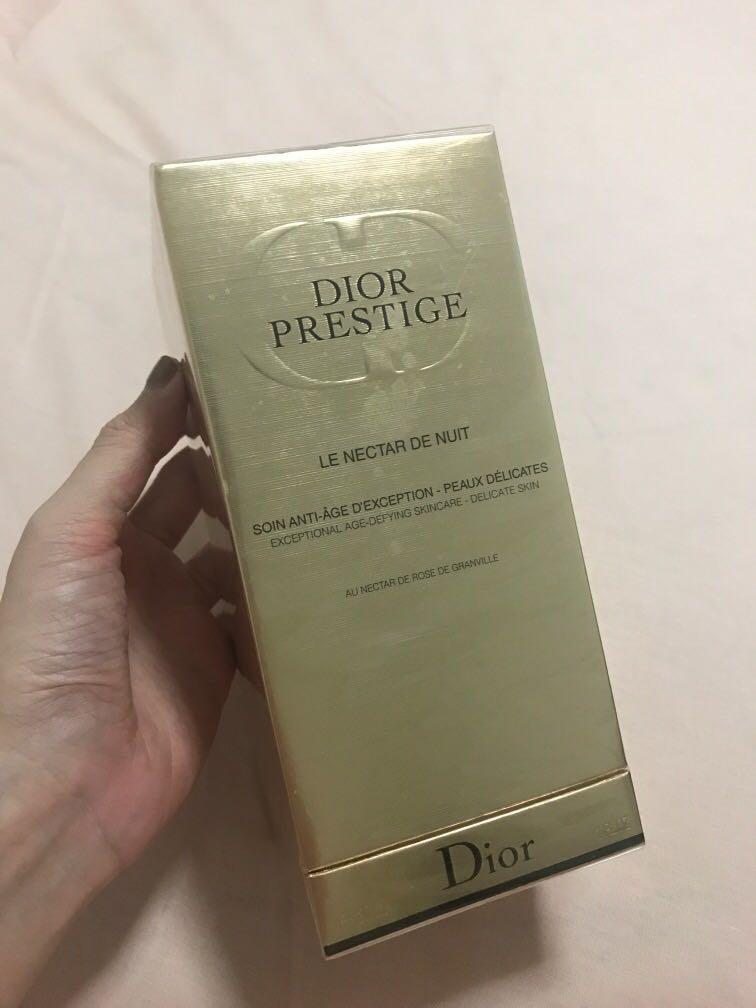 DIOR
PRESTIGE
LE NECTAR DE NUIT
SOIN ANTI-ÂGE D'EXCEPTION - PEAUX DÉLICATES
EXCEPTIONAL AGE-DEFYING SKINCARE - DELICATE SKIN
AU NECTAR DE ROSE DE GRANVILLE
Dior